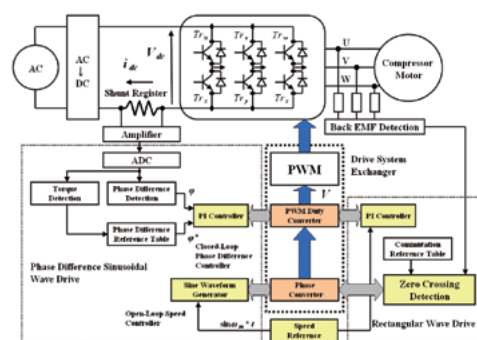 AC
AC
↓
DC
V_dc
i_dc
Shunt Register
Tr_u
Tr_v
Tr_w
Tr_x
Tr_y
Tr_z
U
V
W
Compressor
Motor
Back EMF Detection
Amplifier
ADC
Torque
Detection
Phase Difference
Detection
φ
Phase Difference
Reference Table
φ*
PI Controller
Closed-Loop
Phase Difference
Controller
Phase Difference Sinusoidal
Wave Drive
Sine Waveform
Generator
Open-Loop Speed
Controller
PWM
Drive System
Exchanger
V
PWM Duty
Converter
Phase
Converter
Speed
Reference
PI Controller
Commutation
Reference Table
Zero Crossing
Detection
Rectangular Wave Drive